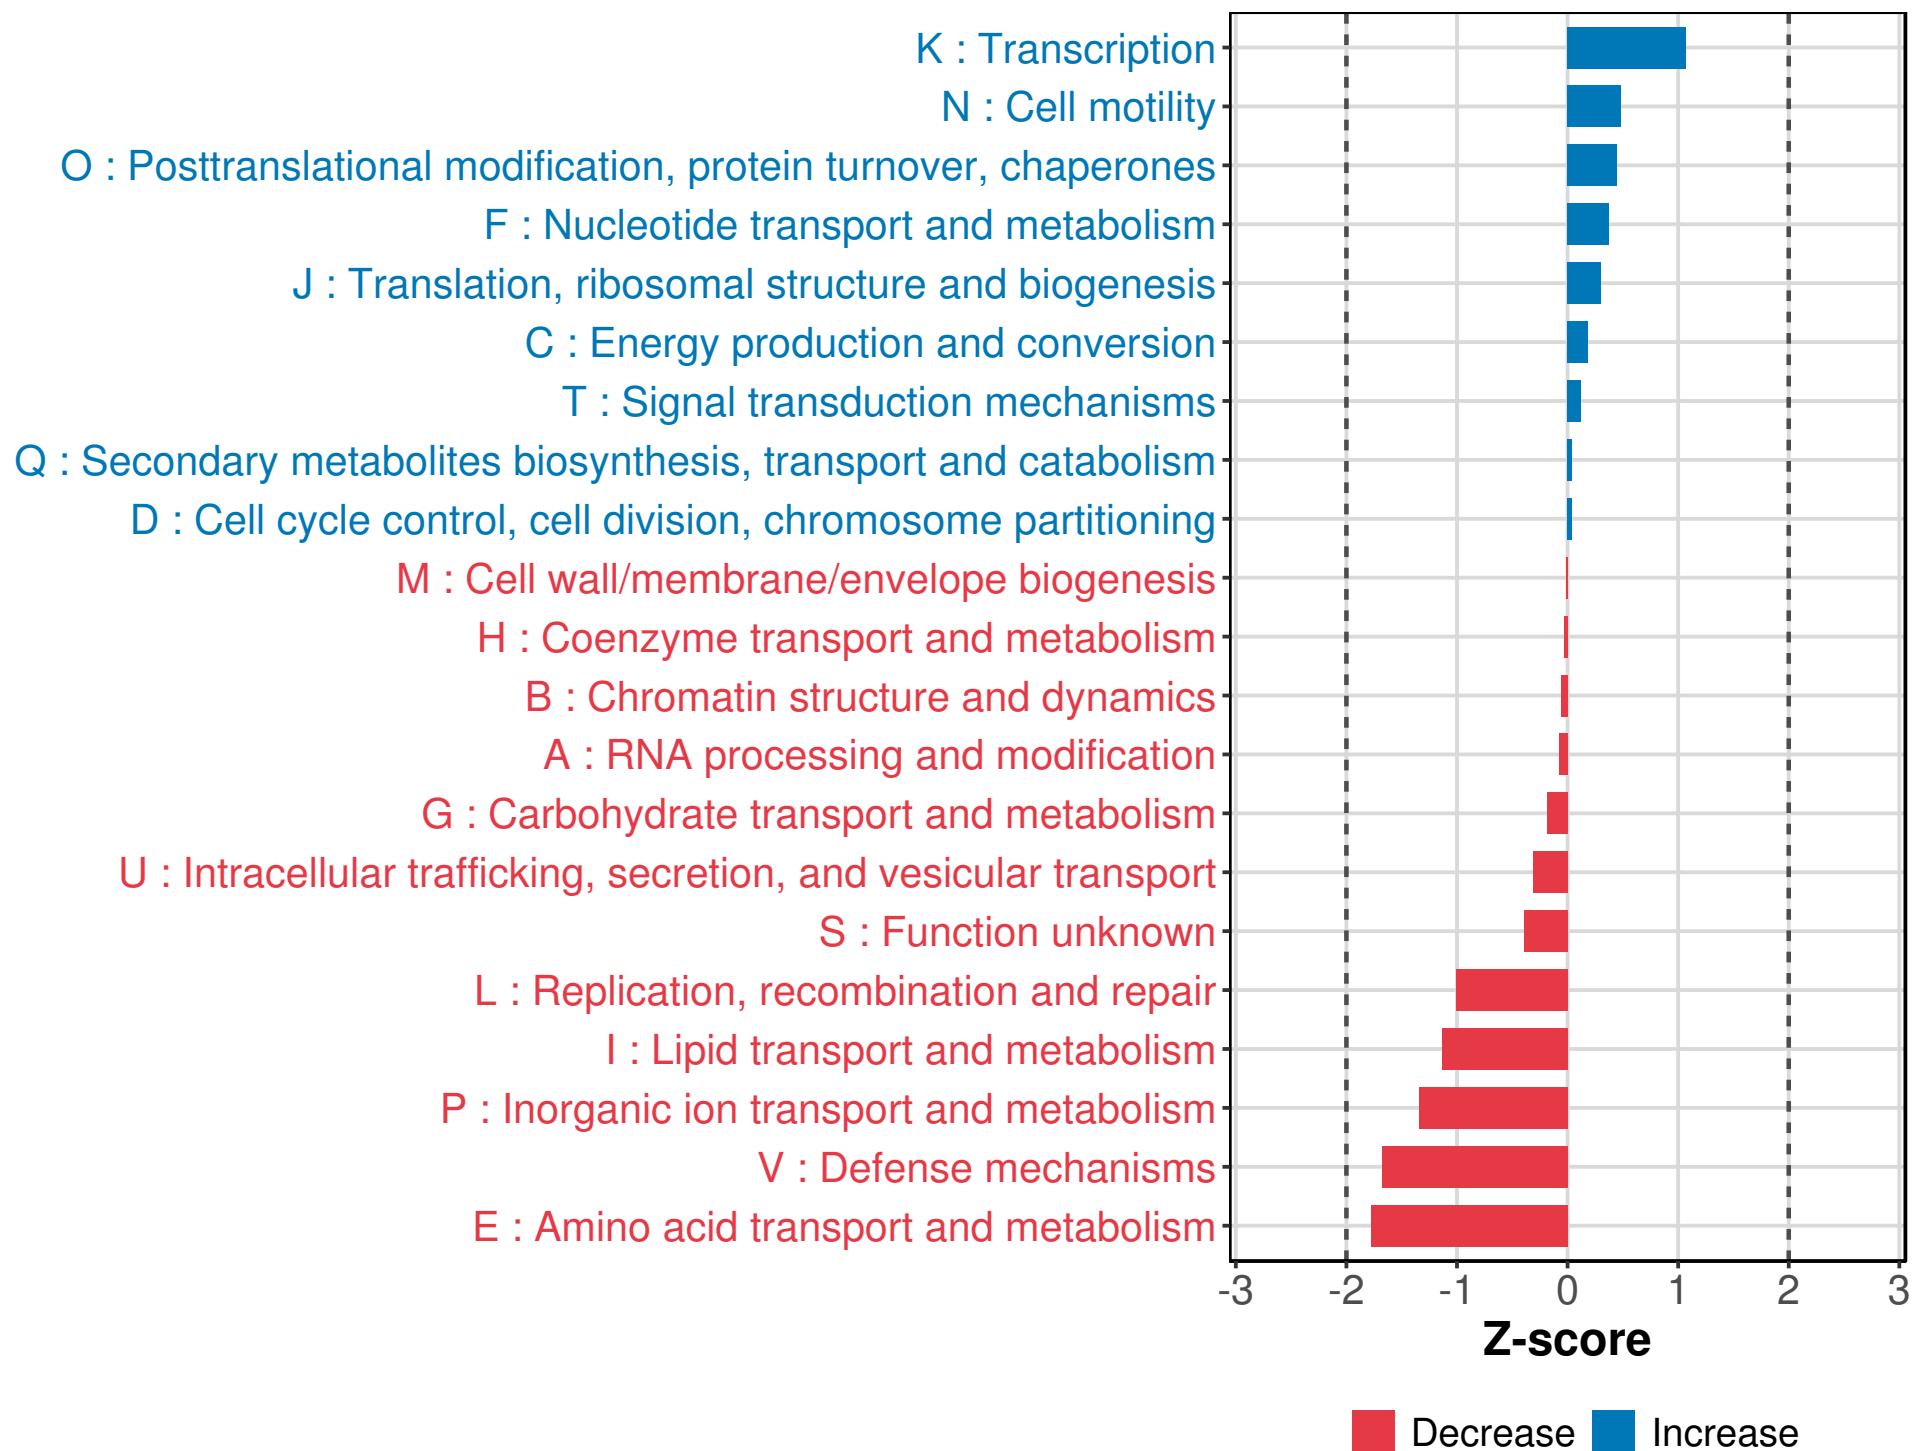 K : Transcription
N : Cell motility
O : Posttranslational modification, protein turnover, chaperones
F : Nucleotide transport and metabolism
J : Translation, ribosomal structure and biogenesis
C : Energy production and conversion
T : Signal transduction mechanisms
Q : Secondary metabolites biosynthesis, transport and catabolism
D : Cell cycle control, cell division, chromosome partitioning
M : Cell wall/membrane/envelope biogenesis
H : Coenzyme transport and metabolism
B : Chromatin structure and dynamics
A : RNA processing and modification
G : Carbohydrate transport and metabolism
U : Intracellular trafficking, secretion, and vesicular transport
S : Function unknown
L : Replication, recombination and repair
I : Lipid transport and metabolism
P : Inorganic ion transport and metabolism
V : Defense mechanisms
E : Amino acid transport and metabolism
-3 -2 -1 0 1 2 3
Z-score
Decrease Increase